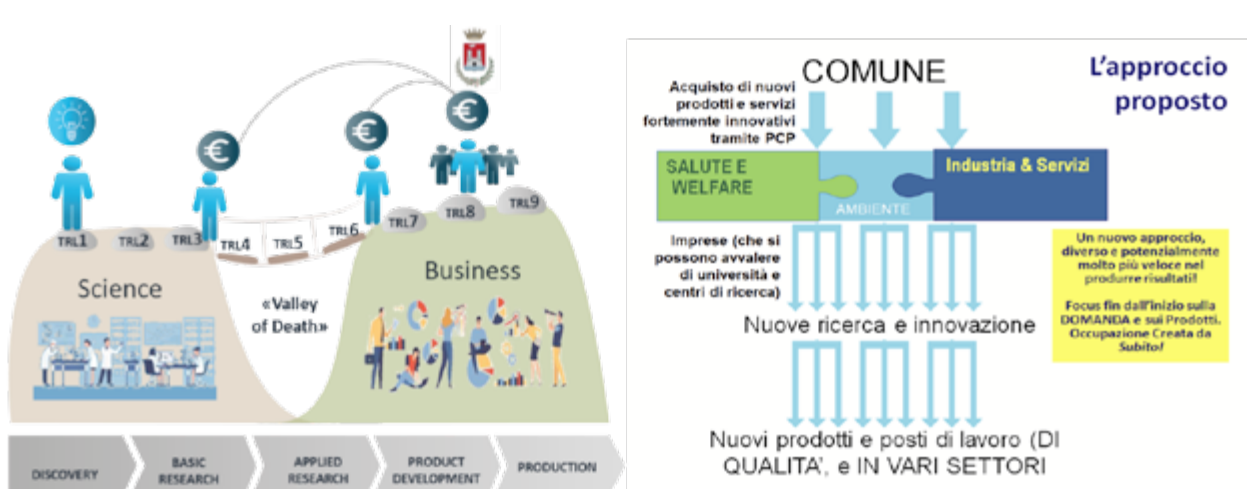 €
€
€
TRL1
TRL2
TRL3
TRL4
TRL5
TRL6
TRL7
TRL8
TRL9
Science
«Valley
of Death»
Business
DISCOVERY
BASIC
RESEARCH
APPLIED
RESEARCH
PRODUCT
DEVELOPMENT
PRODUCTION
L'approccio
proposto
COMUNE
Acquisto di nuovi
prodotti e servizi
fortemente innovativi
tramite PCP
SALUTE E
WELFARE
AMBIENTE
Industria & Servizi
Imprese (che si
possono avvalere
di università e
centri di ricerca)
Un nuovo approccio,
diverso e potenzialmente
molto più veloce nel
produrre risultati!
Focus fin dall'inizio sulla
DOMANDA e sui Prodotti.
Occupazione Creata da
Subito!
Nuove ricerca e innovazione
Nuovi prodotti e posti di lavoro (DI
QUALITA', e IN VARI SETTORI